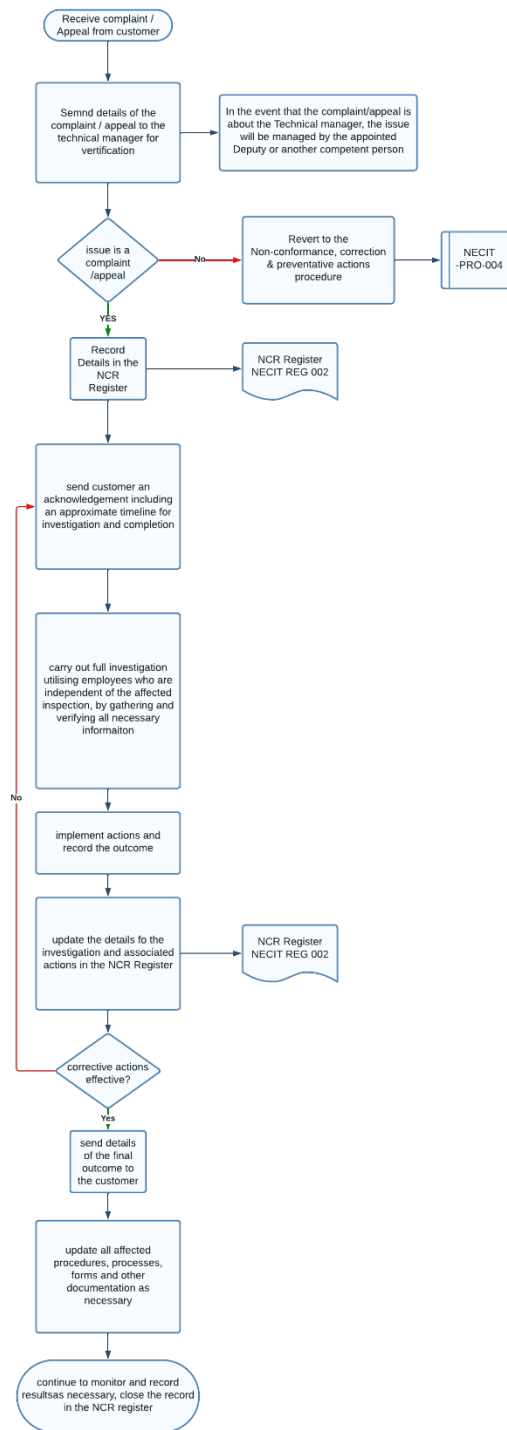 Receive complaint /
Appeal from customer
Semnd details of the
complaint / appeal to the
technical manager for
vertification
In the event that the complaint/appeal is
about the Technical manager, the issue
will be managed by the appointed
Deputy or another competent person
issue is a
complaint
/appeal
No
Revert to the
Non-conformance, correction
& preventative actions
procedure
NECIT
-PRO-004
YES
Record
Details in the
NCR
Register
NCR Register
NECIT REG 002
send customer an
acknowledgement including
an approximate timeline for
investigation and completion
carry out full investigation
utilising employees who are
independent of the affected
inspection, by gathering and
verifying all necessary
informaiton
No
implement actions and
record the outcome
update the details fo the
investigation and associated
actions in the NCR Register
NCR Register
NECIT REG 002
corrective actions
effective?
Yes
send details
of the final
outcome to
the customer
update all affected
procedures, processes,
forms and other
documentation as
necessary
continue to monitor and record
resultsas necessary, close the record
in the NCR register